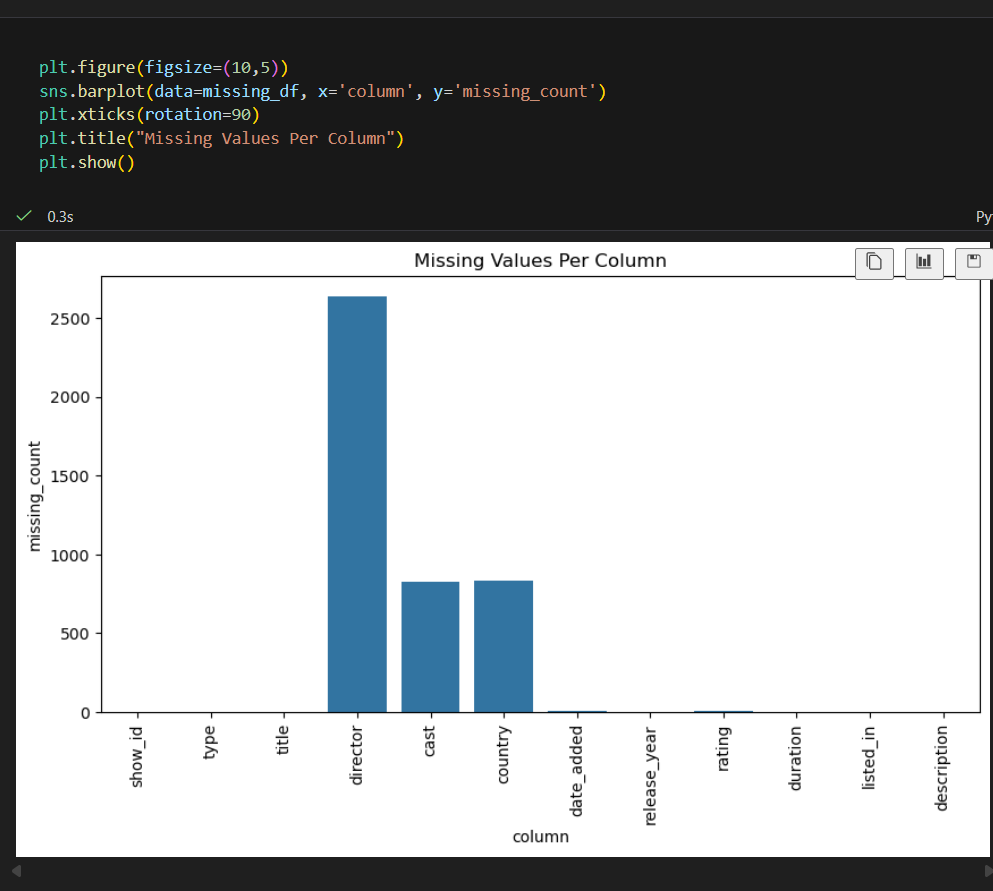 plt.figure(figsize=(10,5))
sns.barplot(data=missing_df, x='column', y='missing_count')
plt.xticks(rotation=90)
plt.title("Missing Values Per Column")
plt.show()
0.3s
Py
Missing Values Per Column
missing_count
2500
2000
1500
1000
500
0
show_id
type
title
director
cast
country
date_added
release_year
rating
duration
listed_in
description
column